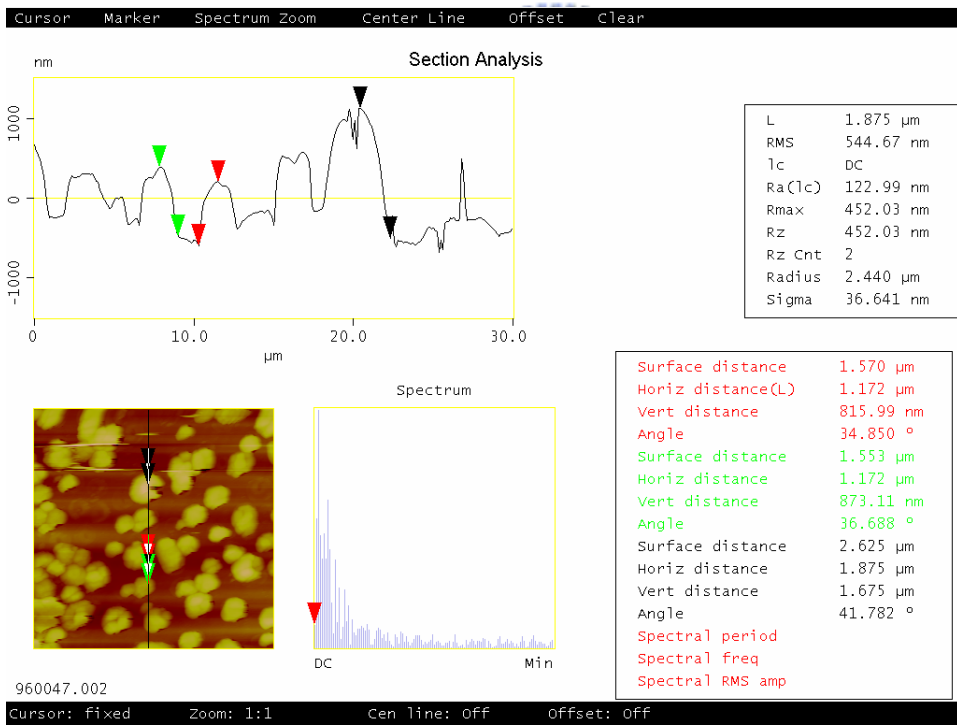 Cursor Marker Spectrum Zoom Center Line Offset Clear
Section Analysis
nm
1000
0
-1000
0 10.0 20.0 30.0
µm
L 1.875 µm
RMS 544.67 nm
lc DC
Ra(lc) 122.99 nm
Rmax 452.03 nm
Rz 452.03 nm
Rz Cnt 2
Radius 2.440 µm
Sigma 36.641 nm
Surface distance 1.570 µm
Horiz distance(L) 1.172 µm
Vert distance 815.99 nm
Angle 34.850 °
Surface distance 1.553 µm
Horiz distance 1.172 µm
Vert distance 873.11 nm
Angle 36.688 °
Surface distance 2.625 µm
Horiz distance 1.875 µm
Vert distance 1.675 µm
Angle 41.782 °
Spectral period
Spectral freq
Spectral RMS amp
Spectrum
DC Min
960047.002
Cursor: fixed Zoom: 1:1 Cen line: Off Offset: Off